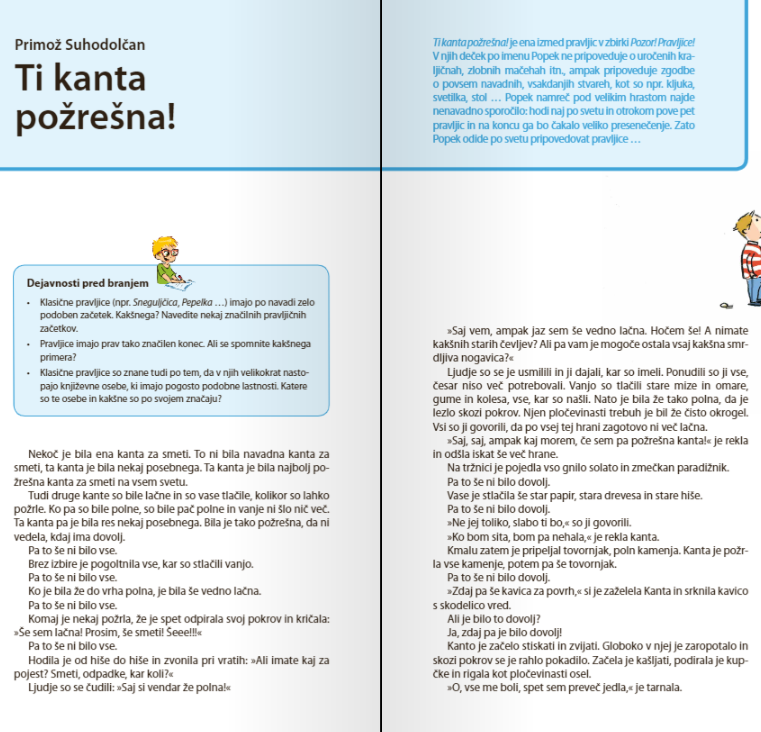 Primož Suhodolčan
Ti kanta
požrešna!
Dejavnosti pred branjem
• Klasične pravljice (npr. Sneguljčica, Pepelka …) imajo po navadi zelo
podoben začetek. Kakšnega? Navedite nekaj značilnih pravljičnih
začetkov.
• Pravljice imajo prav tako značilen konec. Ali se spomnite kakšnega
primera?
• Klasične pravljice so znane tudi po tem, da v njih velikokrat nasto-
pajo književne osebe, ki imajo pogosto podobne lastnosti. Katere
so te osebe in kakšne so po svojem značaju?
Nekoč je bila ena kanta za smeti. To ni bila navadna kanta za
smeti, ta kanta je bila nekaj posebnega. Ta kanta je bila najbolj po-
žrešna kanta za smeti na vsem svetu.
Tudi druge kante so bile lačne in so vase tlačile, kolikor so lahko
požrle. Ko pa so bile polne, so bile pač polne in vanje ni šlo nič več.
Ta kanta pa je bila res nekaj posebnega. Bila je tako požrešna, da ni
vedela, kdaj ima dovolj.
Pa to še ni bilo vse.
Brez izbire je pogoltnila vse, kar so stlačili vanjo.
Pa to še ni bilo vse.
Ko je bila že do vrha polna, je bila še vedno lačna.
Pa to še ni bilo vse.
Komaj je nekaj požrla, že je spet odpirala svoj pokrov in kričala:
»Še sem lačna! Prosim, še smeti! Šeee!!!«
Pa to še ni bilo vse.
Hodila je od hiše do hiše in zvonila pri vratih: »Ali imate kaj za
pojest? Smeti, odpadke, kar koli?«
Ljudje so se čudili: »Saj si vendar že polna!«
Ti kanta požrešna! je ena izmed pravljic v zbirki Pozor! Pravljice!
V njih deček po imenu Popek ne pripoveduje o uročenih kra-
ljičnah, zlobnih mačehah itn., ampak pripoveduje zgodbe
o povsem navadnih, vsakdanjih stvareh, kot so npr. kljuka,
svetilka, stol … Popek namreč pod velikim hrastom najde
nenavadno sporočilo: hodi naj po svetu in otrokom pove pet
pravljic in na koncu ga bo čakalo veliko presenečenje. Zato
Popek odide po svetu pripovedovat pravljice …
»Saj vem, ampak jaz sem še vedno lačna. Hočem še! A nimate
kakšnih starih čevljev? Ali pa vam je mogoče ostala vsaj kakšna smr-
dljiva nogavica?«
Ljudje so se je usmilili in ji dajali, kar so imeli. Ponudili so ji vse,
česar niso več potrebovali. Vanjo so tlačili stare mize in omare,
gume in kolesa, vse, kar so našli. Nato je bila že tako polna, da je
lezlo skozi pokrov. Njen pločevinasti trebuh je bil že čisto okrogel.
Vsi so ji govorili, da po vsej tej hrani zagotovo ni več lačna.
»Saj, saj, ampak kaj morem, če sem pa požrešna kanta!« je rekla
in odšla iskat še več hrane.
Na tržnici je pojedla vso gnilo solato in zmečkan paradižnik.
Pa to še ni bilo dovolj.
Vase je stlačila še star papir, stara drevesa in stare hiše.
Pa to še ni bilo dovolj.
»Ne jej toliko, slabo ti bo,« so ji govorili.
»Ko bom sita, bom pa nehala,« je rekla kanta.
Kmalu zatem je pripeljal tovornjak, poln kamenja. Kanta je požr-
la vse kamenje, potem pa še tovornjak.
Pa to še ni bilo dovolj.
»Zdaj pa še kavica za povrh,« si je zaželela Kanta in srknila kavico
s skodelico vred.
Ali je bilo to dovolj?
Ja, zdaj pa je bilo dovolj!
Kanto je začelo stiskati in zvijati. Globoko v njej je zaropotalo in
skozi pokrov se je rahlo pokadilo. Začela je kašljati, podirala je kup-
čke in rigala kot pločevinasti osel.
»O, vse me boli, spet sem preveč jedla,« je tarnala.